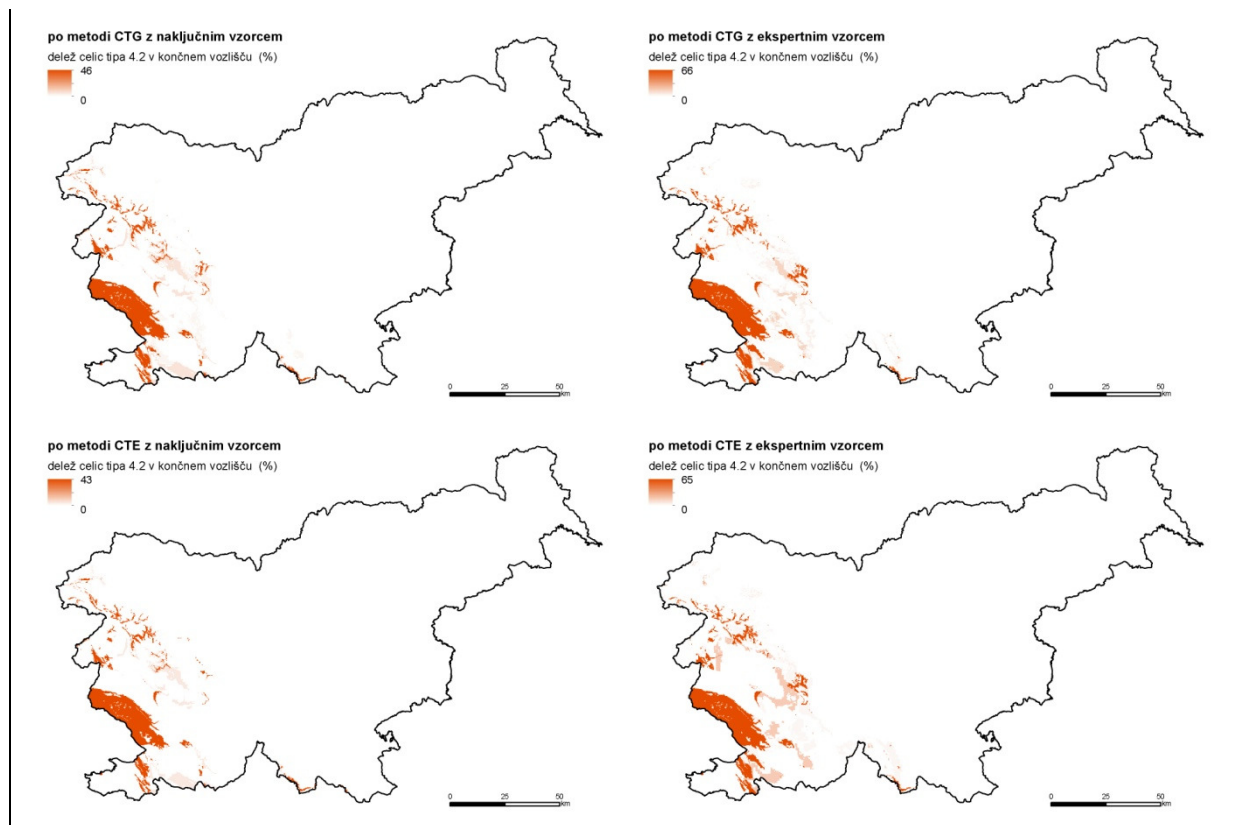 po metodi CTG z naključnim vzorcem
delež celic tipa 4.2 v končnem vozlišču (%)
46
0
0 25 50
km
po metodi CTG z ekspertnim vzorcem
delež celic tipa 4.2 v končnem vozlišču (%)
66
0
0 25 50
km
po metodi CTE z naključnim vzorcem
delež celic tipa 4.2 v končnem vozlišču (%)
43
0
0 25 50
km
po metodi CTE z ekspertnim vzorcem
delež celic tipa 4.2 v končnem vozlišču (%)
65
0
0 25 50
km